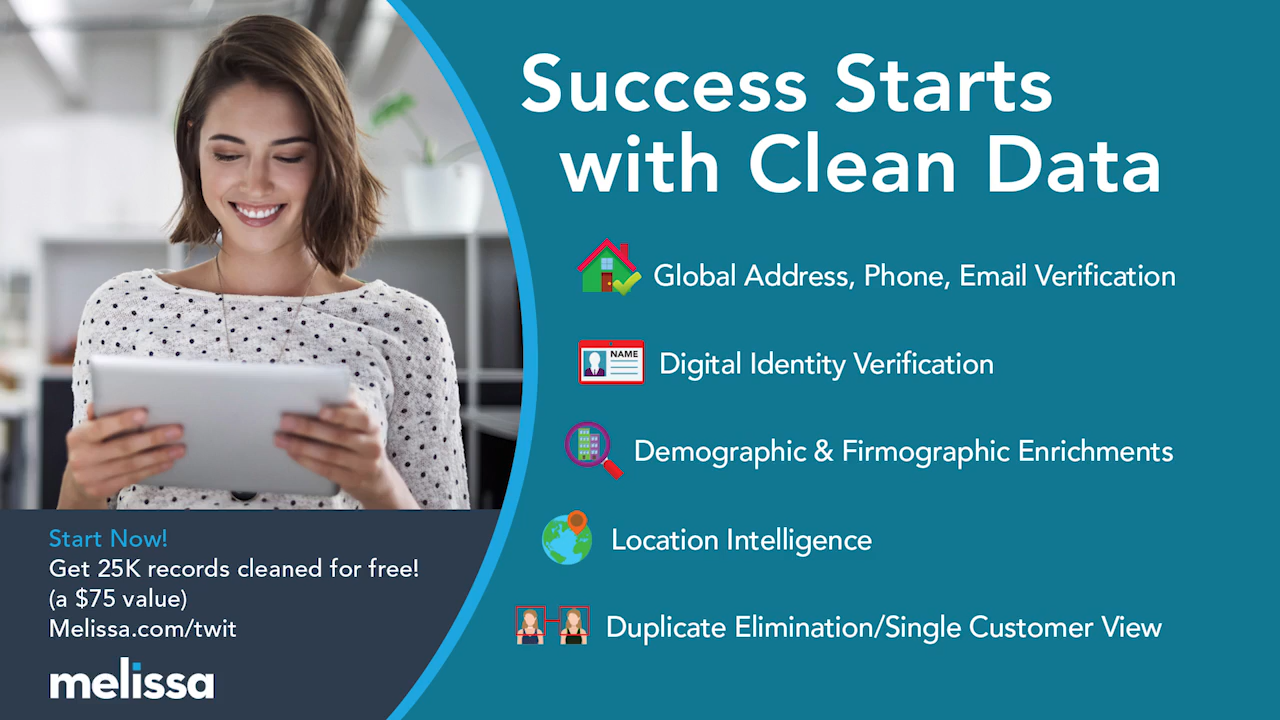 Success Starts
with Clean Data
Global Address, Phone, Email Verification
NAME
Digital Identity Verification
Demographic & Firmographic Enrichments
Location Intelligence
Duplicate Elimination/Single Customer View
Start Now!
Get 25K records cleaned for free!
(a $75 value)
Melissa.com/twit
melissa